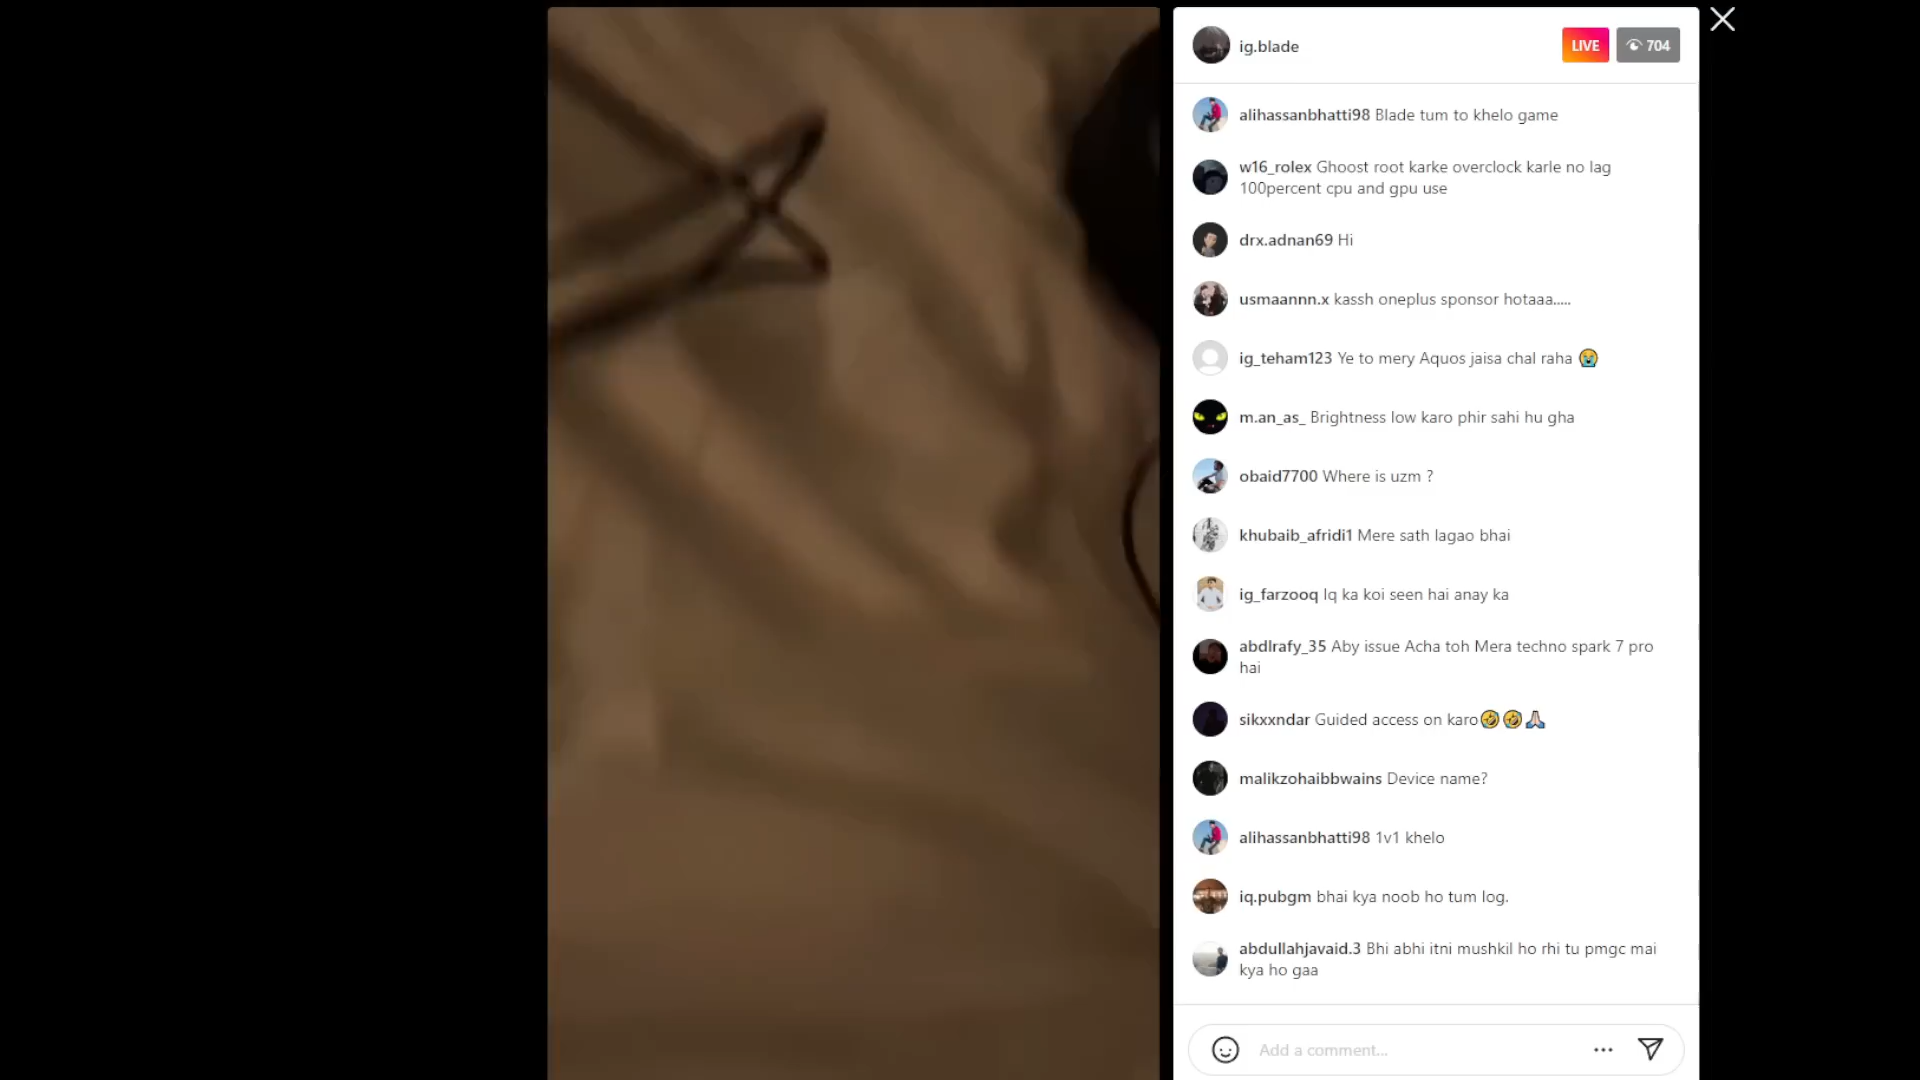 ig.blade
LIVE 704
alihassanbhatti98 Blade tum to khelo game
w16_rolex Ghoost root karke overclock karle no lag
100percent cpu and gpu use
drx.adnan69 Hi
usmaannn.x kassh oneplus sponsor hotaaa.....
ig_teham123 Ye to mery Aquos jaisa chal raha 😭
m.an_as_ Brightness low karo phir sahi hu gha
obaid7700 Where is uzm ?
khubaib_afridi1 Mere sath lagao bhai
ig_farzooq Iq ka koi seen hai anay ka
abdlrafy_35 Aby issue Acha toh Mera techno spark 7 pro
hai
sikxxndar Guided access on karo🤣🤣🙏🏻
malikzohaibbwains Device name?
alihassanbhatti98 1v1 khelo
iq.pubgm bhai kya noob ho tum log.
abdullahjavaid.3 Bhi abhi itni mushkil ho rhi tu pmgc mai
kya ho gaa
Add a comment...